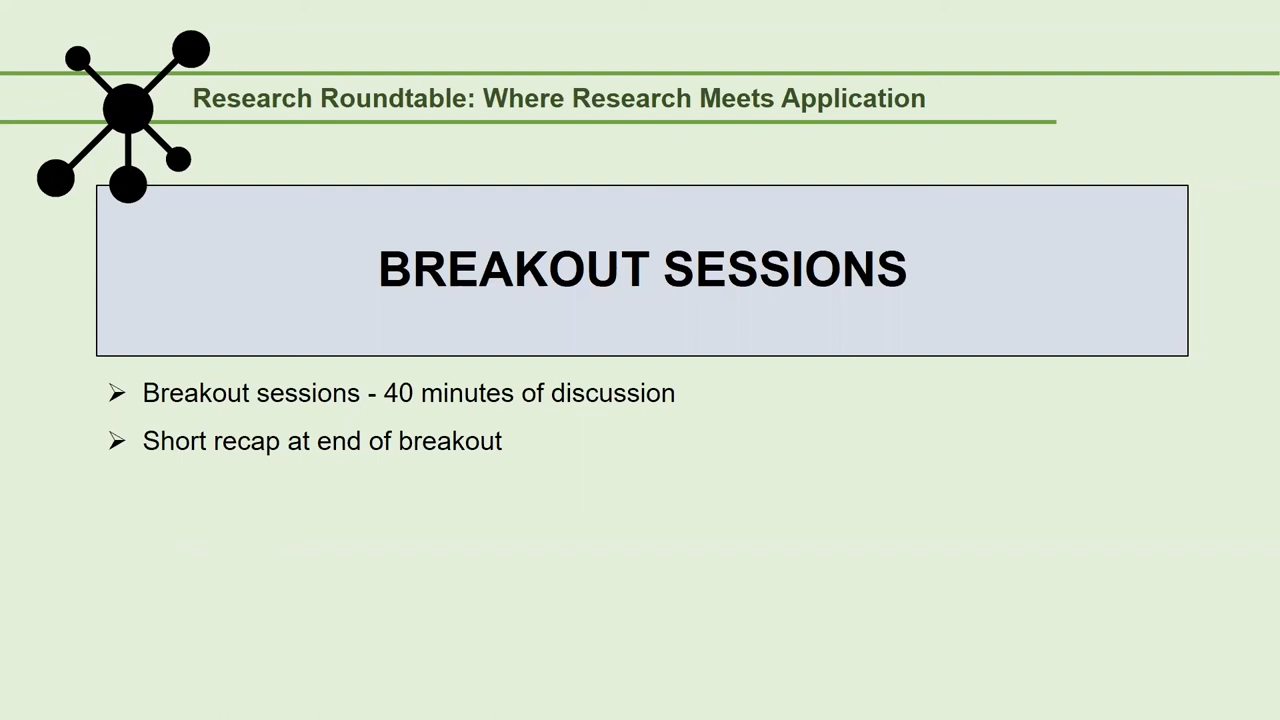 Research Roundtable: Where Research Meets Application
BREAKOUT SESSIONS
Breakout sessions - 40 minutes of discussion
Short recap at end of breakout